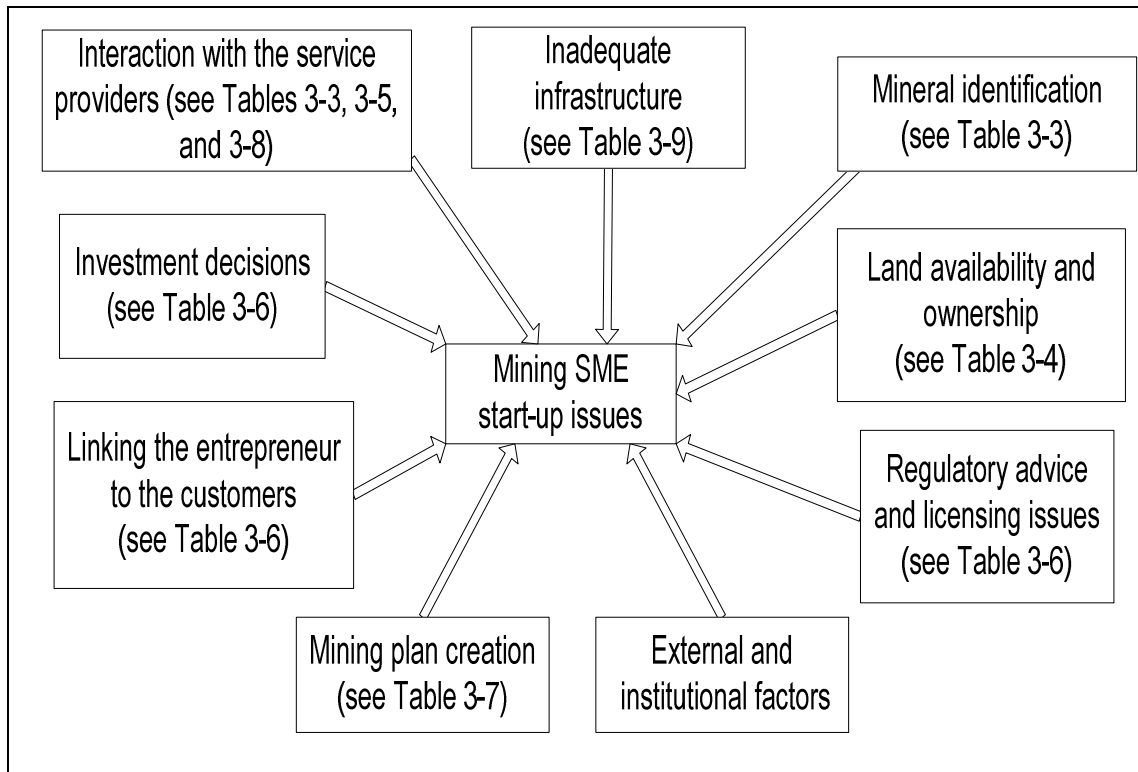 Interaction with the service
providers (see Tables 3-3, 3-5,
and 3-8)
Inadequate
infrastructure
(see Table 3-9)
Mineral identification
(see Table 3-3)
Investment decisions
(see Table 3-6)
Land availability and
ownership
(see Table 3-4)
Mining SME
start-up issues
Linking the entrepreneur
to the customers
(see Table 3-6)
Regulatory advice
and licensing issues
(see Table 3-6)
Mining plan creation
(see Table 3-7)
External and
institutional factors